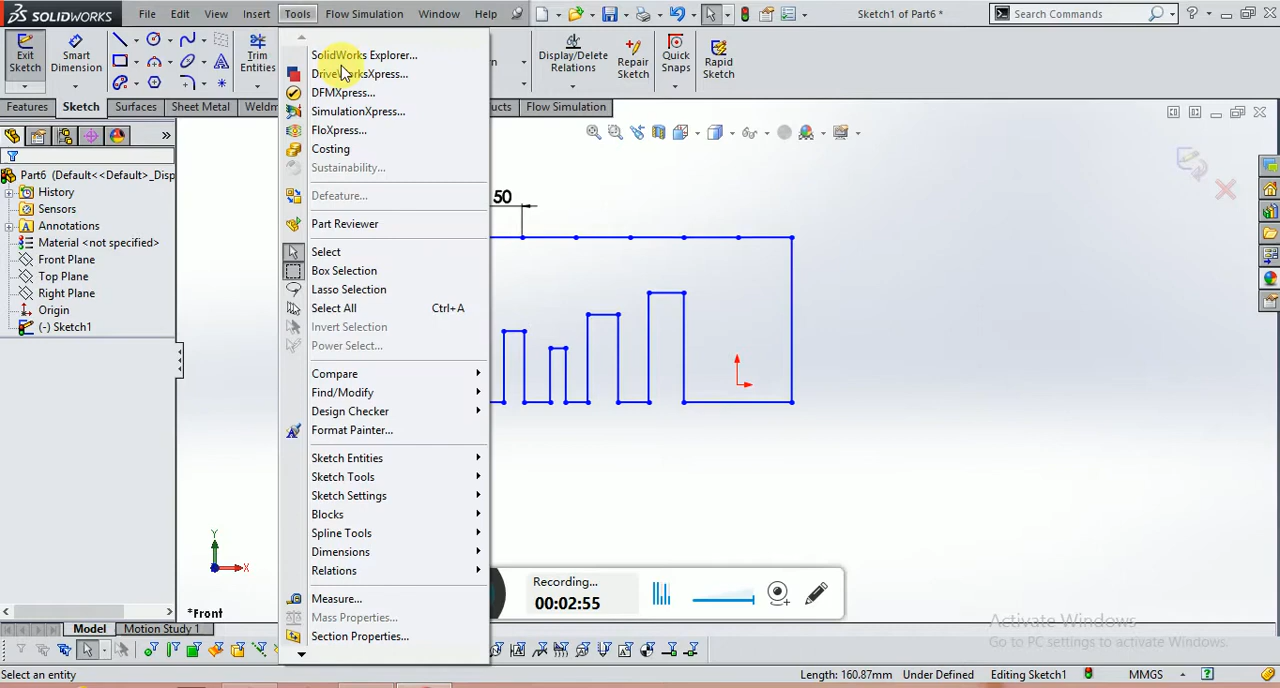 SOLIDWORKS File Edit View Insert Tools Flow Simulation Window Help Sketch1 of Part6 * Search Commands
Exit Sketch Smart Dimension Trim Entities Display/Delete Relations Repair Sketch Quick Snaps Rapid Sketch
Features Sketch Surfaces Sheet Metal Flow Simulation
SolidWorks Explorer...
DriveWorksXpress...
DFMXpress...
SimulationXpress...
FloXpress...
Costing
Sustainability...
Defeature...
Part Reviewer
Select
Box Selection
Lasso Selection
Select All Ctrl+A
Invert Selection
Power Select...
Compare
Find/Modify
Design Checker
Format Painter...
Sketch Entities
Sketch Tools
Sketch Settings
Blocks
Spline Tools
Dimensions
Relations
Measure...
Mass Properties...
Section Properties...
Part6 (Default<<Default>_Disp
History
Sensors
Annotations
Material <not specified>
Front Plane
Top Plane
Right Plane
Origin
(-) Sketch1
50
Y
X
*Front
Recording...
00:02:55
Activate Windows
Go to PC settings to activate Windows.
Model Motion Study 1
Select an entity Length: 160.87mm Under Defined Editing Sketch1 MMGS